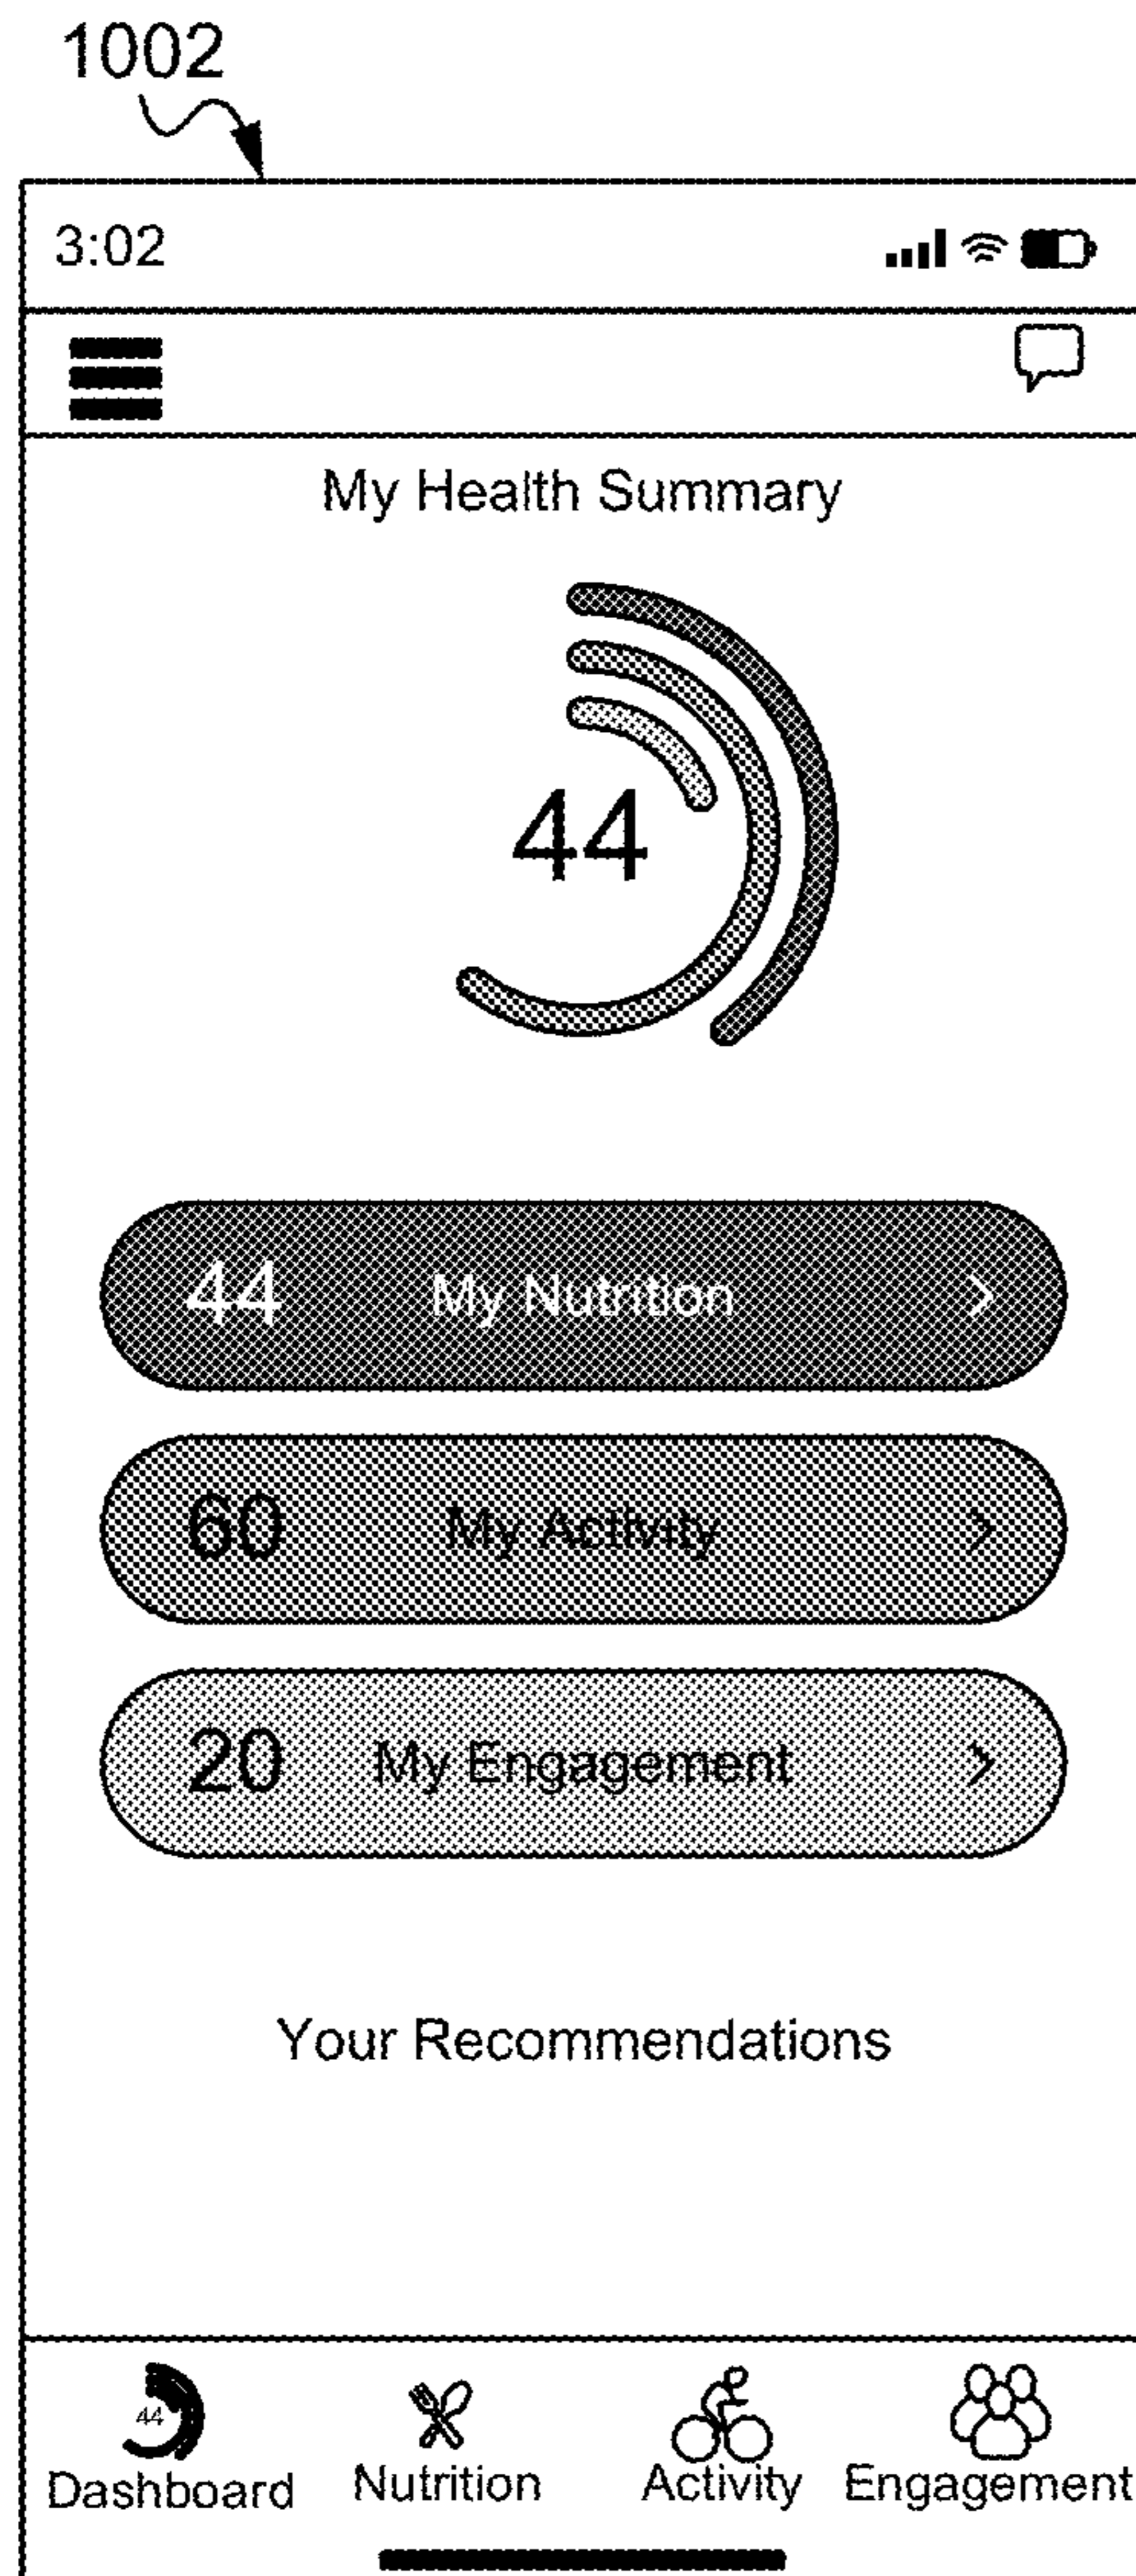 1002
3:02
My Health Summary
44
44 My Nutrition
60 My Activity
20 My Engagement
Your Recommendations
44
Dashboard Nutrition Activity Engagement